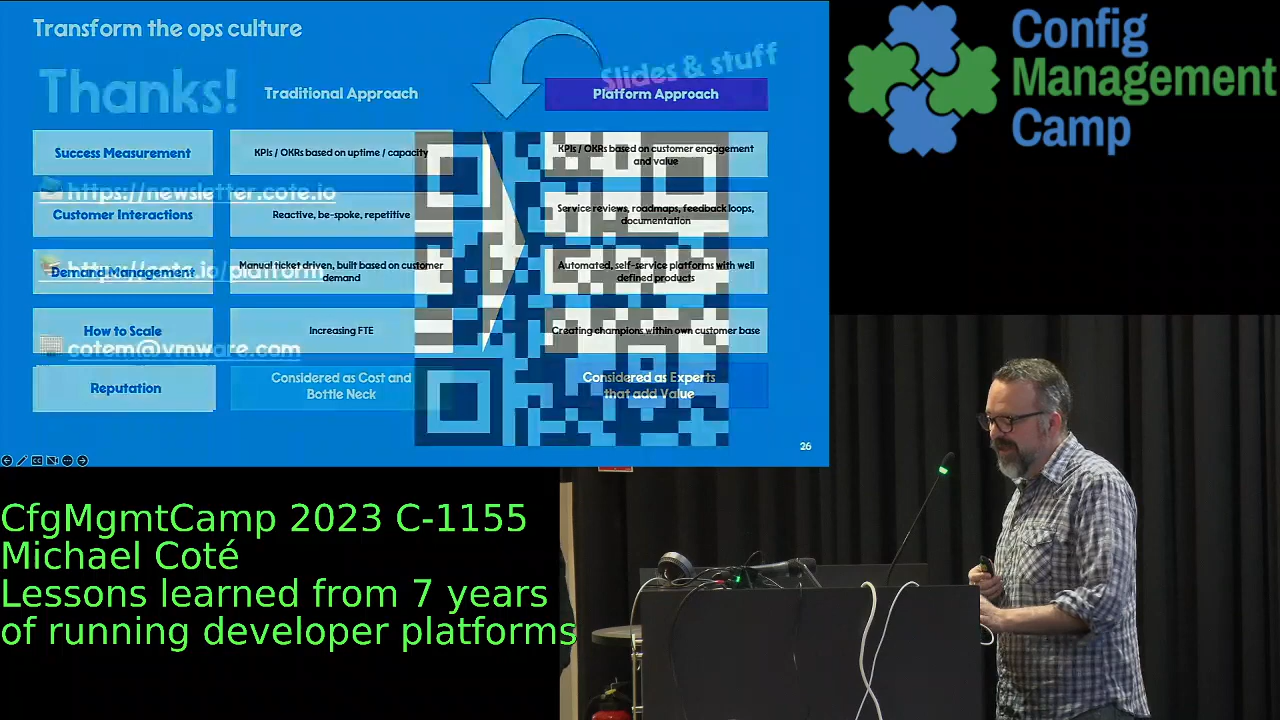 Transform the ops culture
Thanks!
Slides & stuff
Traditional Approach
Platform Approach
Success Measurement
KPIs / OKRs based on uptime / capacity
KPIs / OKRs based on customer engagement
and value
https://newsletter.cote.io
Customer Interactions
Reactive, be-spoke, repetitive
Service reviews, roadmaps, feedback loops,
documentation
Demand Management
https://cote.io/platform
Manual ticket driven, built based on customer
demand
Automated, self-service platforms with well
defined products
How to Scale
Increasing FTE
Creating champions within own customer base
cotem@vmware.com
Reputation
Considered as Cost and
Bottle Neck
Considered as Experts
that add Value
26
Config
Management
Camp
CfgMgmtCamp 2023 C-1155
Michael Coté
Lessons learned from 7 years
of running developer platforms